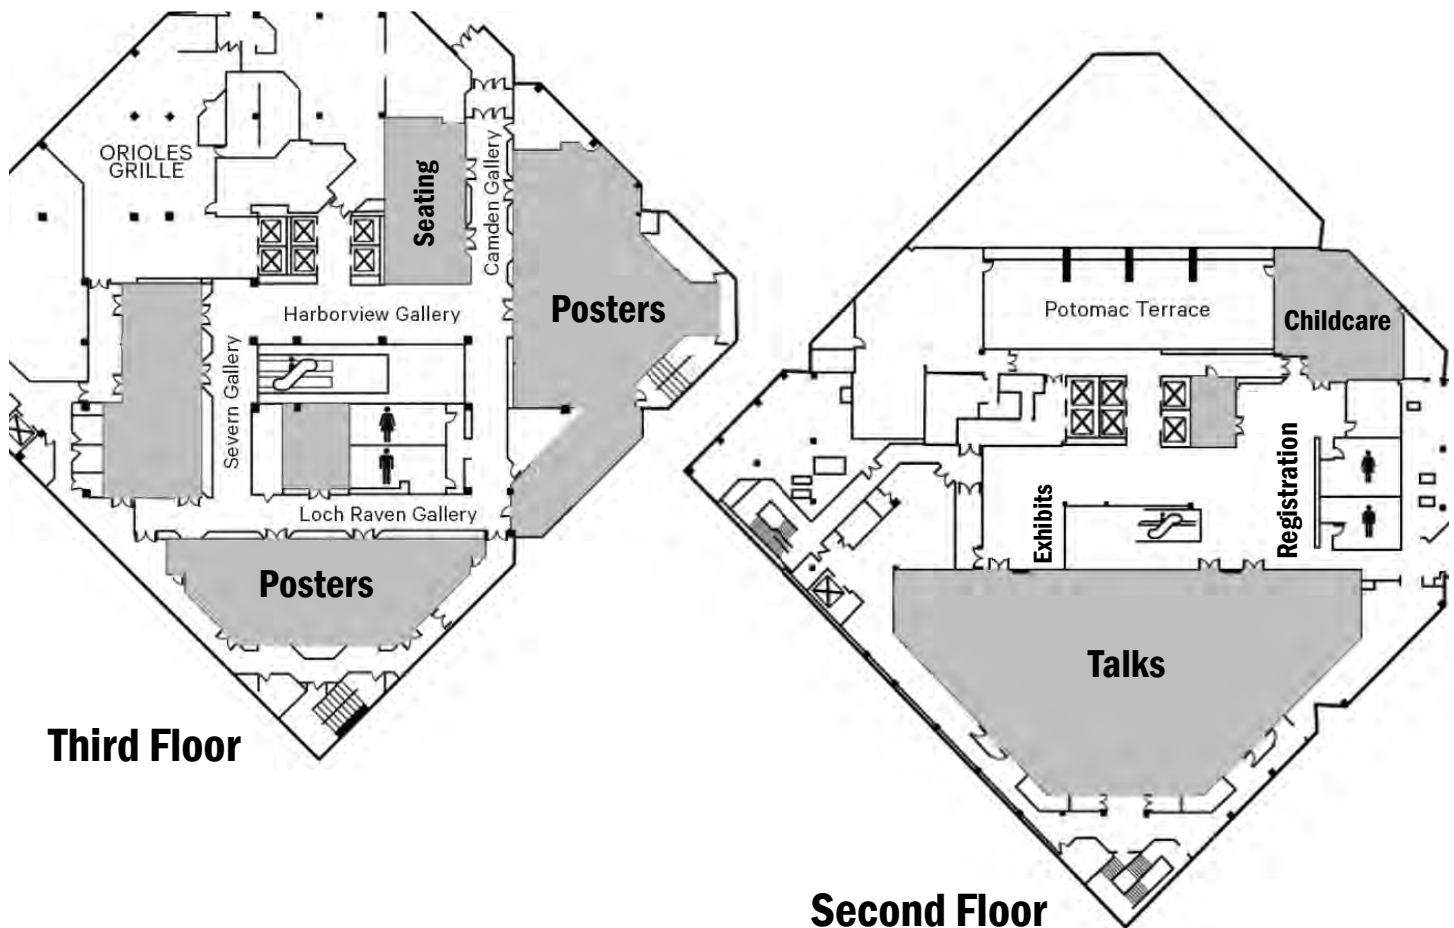 ORIOLES
GRILLE
Seating
Camden Gallery
Posters
Harborview Gallery
Severn Gallery
Loch Raven Gallery
Posters
Third Floor
Potomac Terrace
Childcare
Exhibits
Registration
Talks
Second Floor